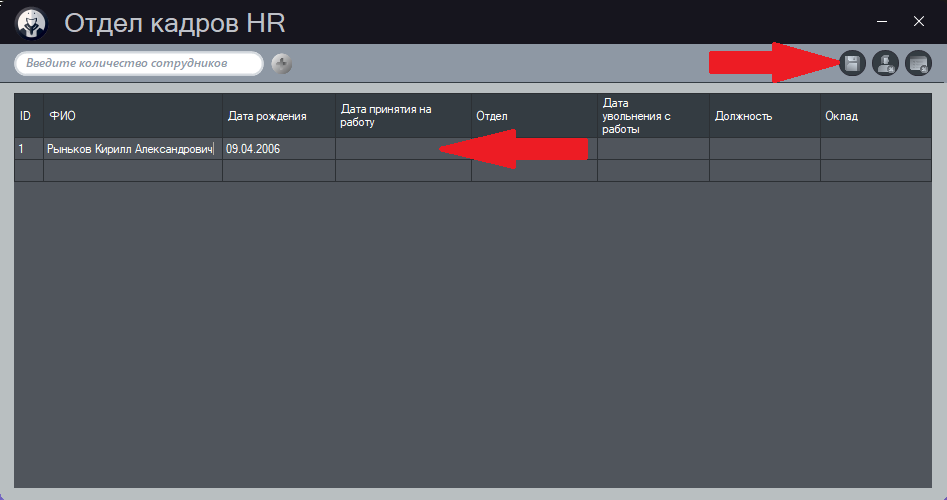 Отдел кадров HR
Введите количество сотрудников
ID
ФИО
Дата рождения
Дата принятия на
работу
Отдел
Дата
увольнения с
работы
Должность
Оклад
1
Рыньков Кирилл Александрович
09.04.2006